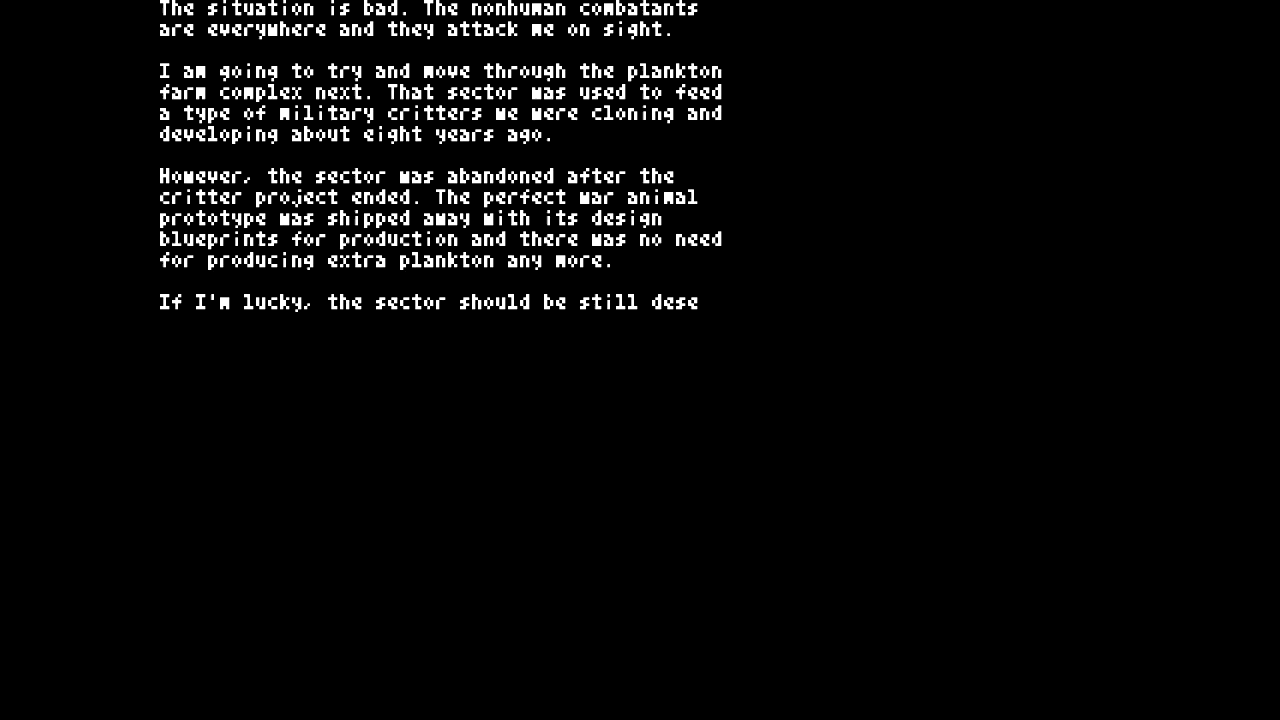 The situation is bad. The nonhuman combatants
are everywhere and they attack me on sight.
I am going to try and move through the plankton
farm complex next. That sector was used to feed
a type of military critters we were cloning and
developing about eight years ago.
However, the sector was abandoned after the
critter project ended. The perfect war animal
prototype was shipped away with its design
blueprints for production and there was no need
for producing extra plankton any more.
If I'm lucky, the sector should be still dese